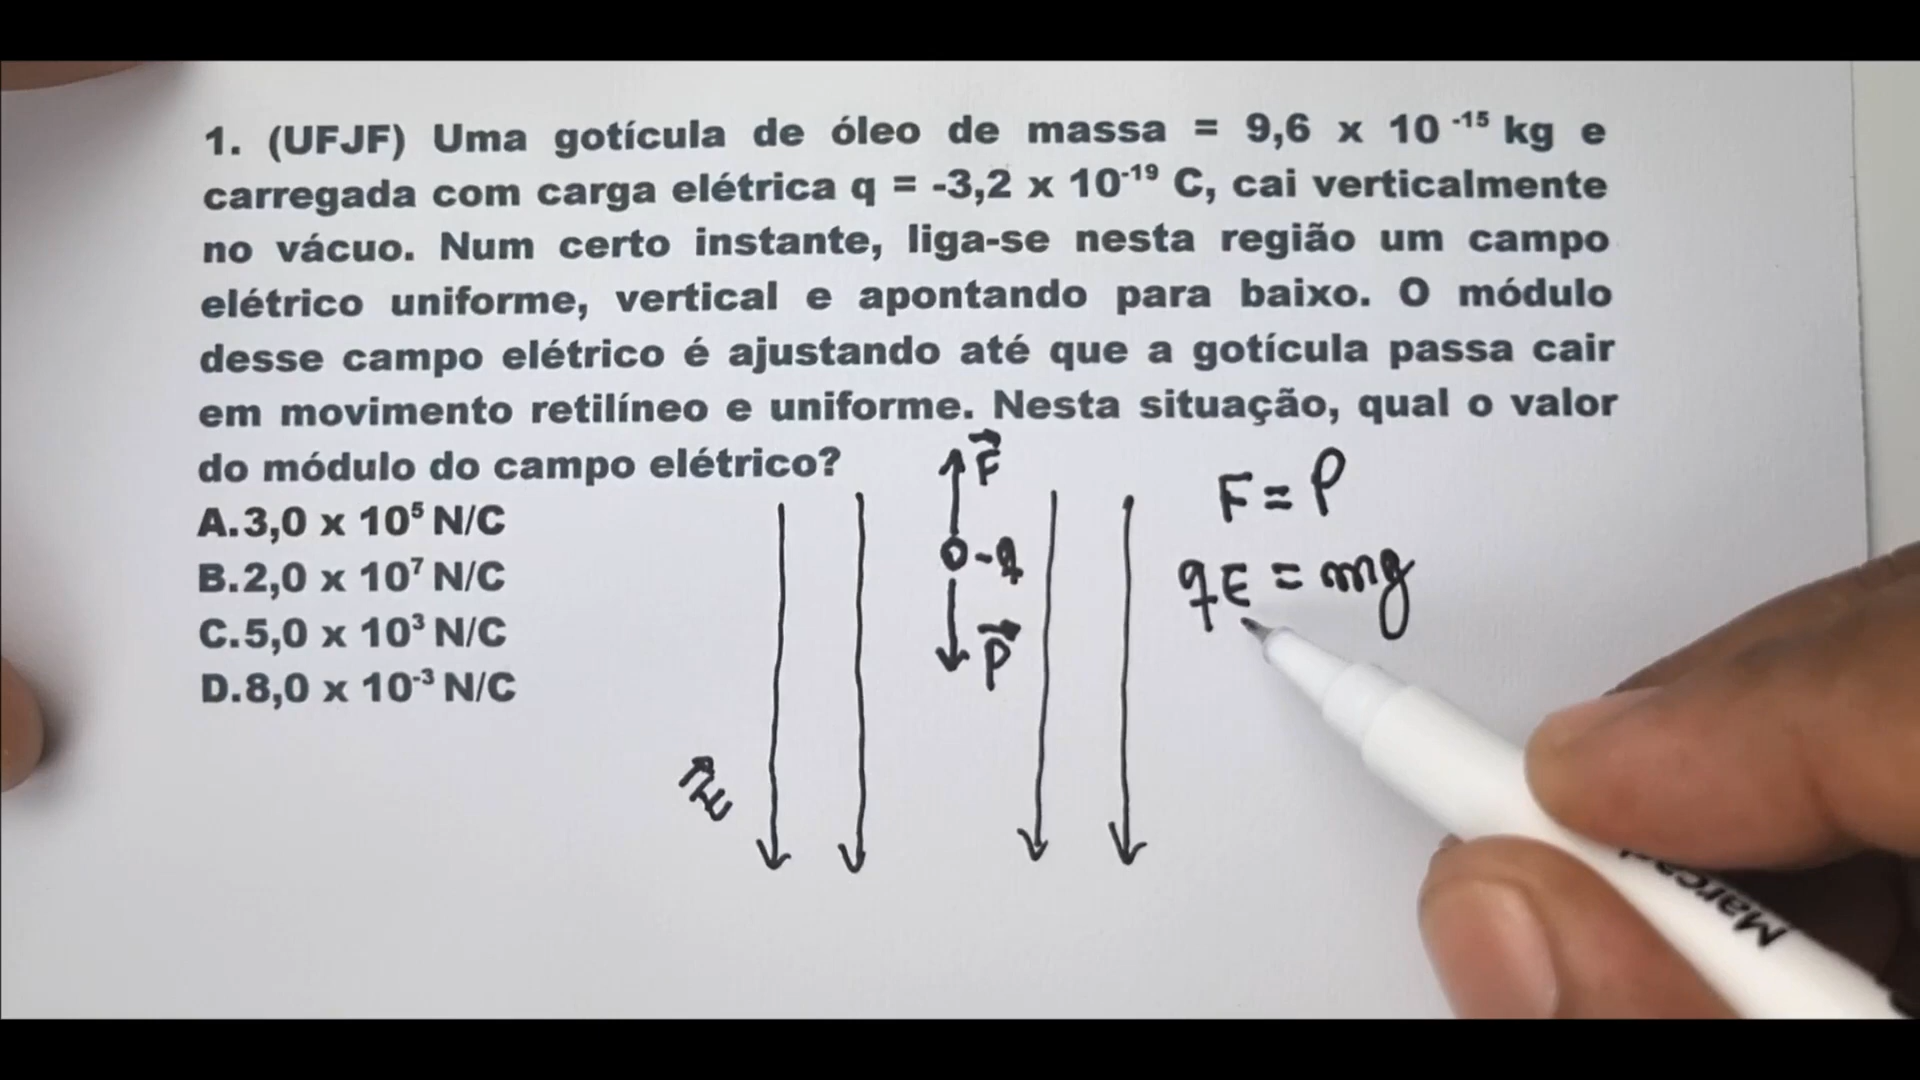 1. (UFJF) Uma gotícula de óleo de massa = 9,6 x 10⁻¹⁵ kg e
carregada com carga elétrica q = -3,2 x 10⁻¹⁹ C, cai verticalmente
no vácuo. Num certo instante, liga-se nesta região um campo
elétrico uniforme, vertical e apontando para baixo. O módulo
desse campo elétrico é ajustando até que a gotícula passa cair
em movimento retilíneo e uniforme. Nesta situação, qual o valor
do módulo do campo elétrico?
A.3,0 x 10⁵ N/C
B.2,0 x 10⁷ N/C
C.5,0 x 10³ N/C
D.8,0 x 10⁻³ N/C
F⃗
-q
P⃗
E⃗
F = P
qE = mg